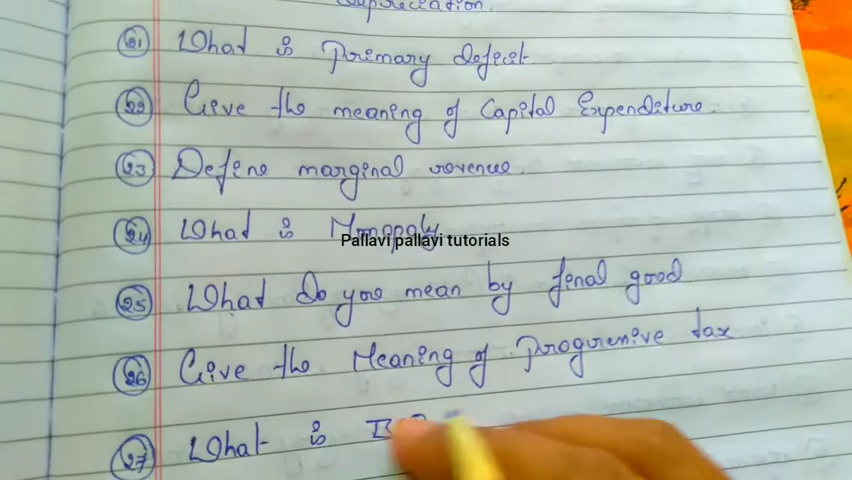 Depreciation.
21 What is Primary deficit
22 Give the meaning of Capital Expenditure.
23 Define marginal revenue.
24 What is Monopoly
Pallavi pallavi tutorials
25 What do you mean by final good
26 Give the Meaning of Progressive tax
27 What is